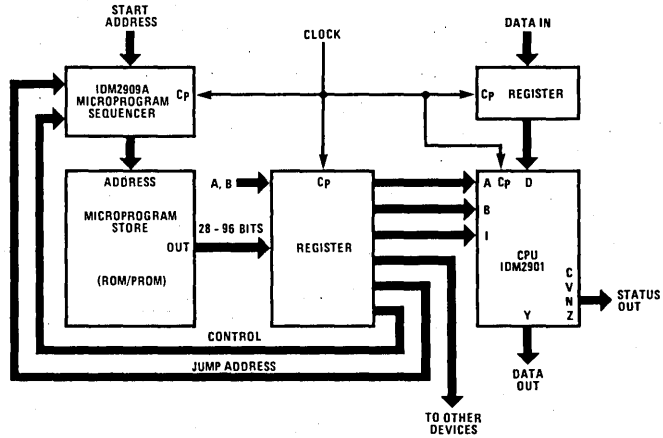 START
ADDRESS
CLOCK
DATA IN
IDM2909A
MICROPROGRAM
SEQUENCER
CP
CP
REGISTER
ADDRESS
MICROPROGRAM
STORE
OUT
(ROM/PROM)
A, B
28 - 96 BITS
CP
REGISTER
A
CP
D
B
I
CPU
IDM2901
C
V
N
Z
Y
STATUS
OUT
DATA
OUT
CONTROL
JUMP ADDRESS
TO OTHER
DEVICES